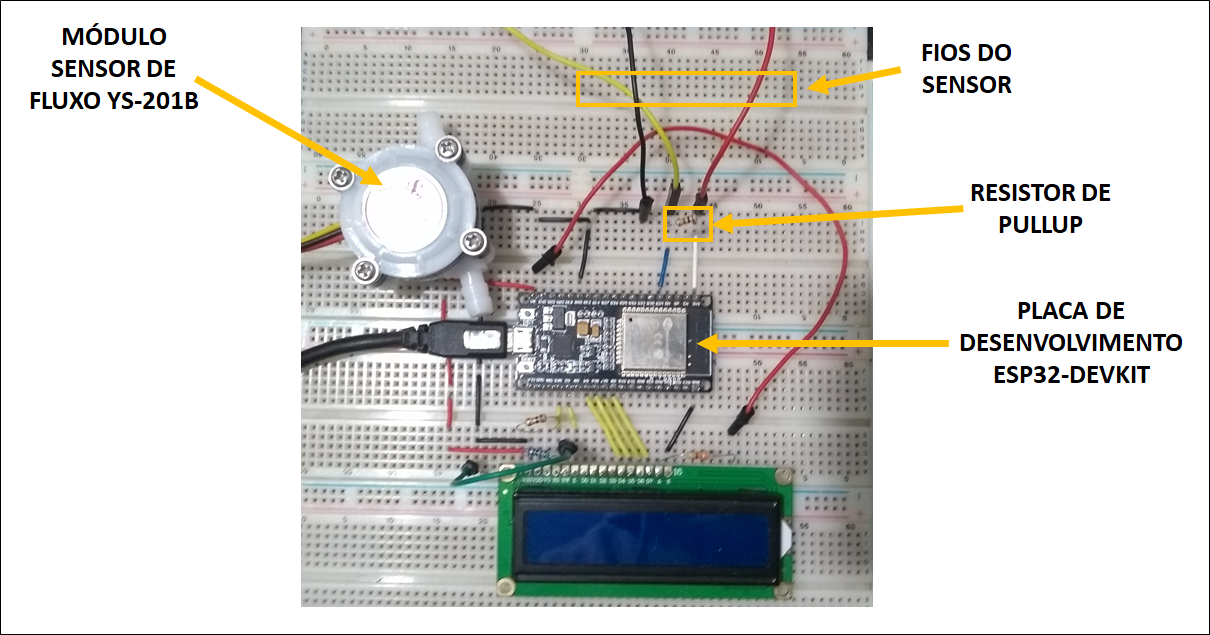 MÓDULO
SENSOR DE
FLUXO YS-201B
FIOS DO
SENSOR
RESISTOR DE
PULLUP
PLACA DE
DESENVOLVIMENTO
ESP32-DEVKIT